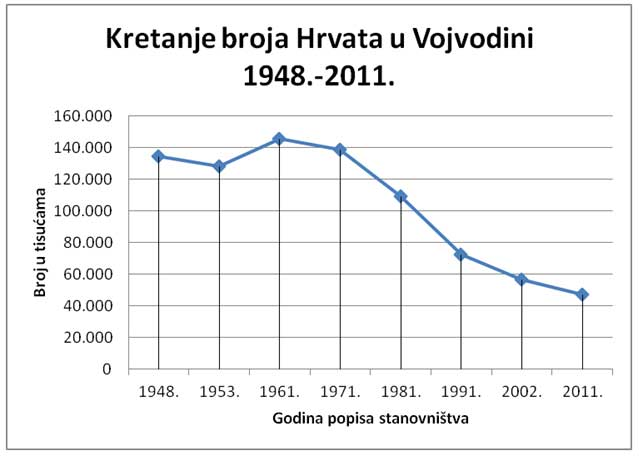 Kretanje broja Hrvata u Vojvodini
1948.-2011.
160.000
140.000
120.000
100.000
80.000
60.000
40.000
20.000
0
Broj u tisućama
1948. 1953. 1961. 1971. 1981. 1991. 2002. 2011.
Godina popisa stanovništva